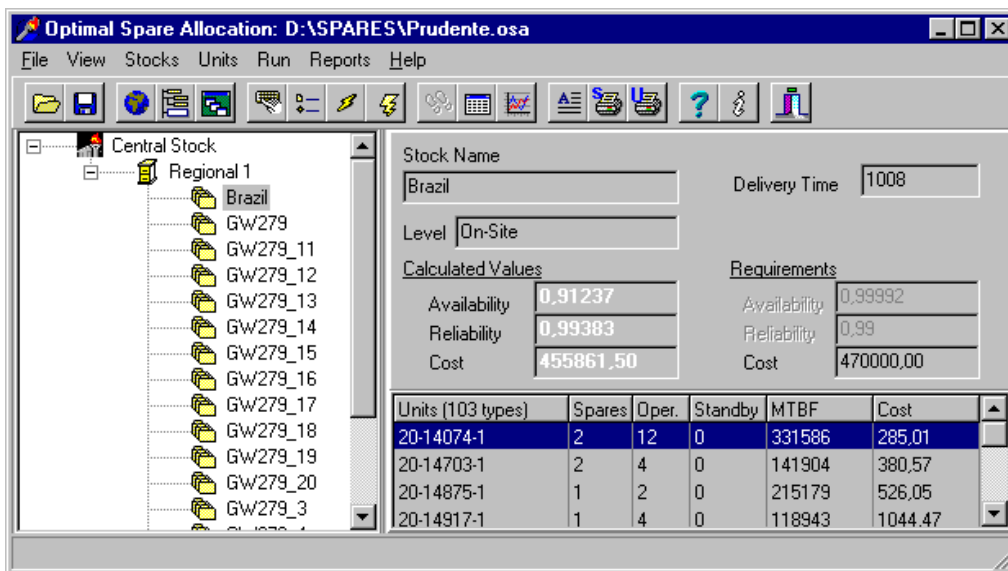 Optimal Spare Allocation: D:\SPARES\Prudente.osa
File View Stocks Units Run Reports Help
Central Stock
Regional 1
Brazil
GW279
GW279_11
GW279_12
GW279_13
GW279_14
GW279_15
GW279_16
GW279_17
GW279_18
GW279_19
GW279_20
GW279_3
Stock Name
Brazil
Delivery Time 1008
Level On-Site
Calculated Values Requirements
Availability 0,91237 Availability 0,99992
Reliability 0,99383 Reliability 0,99
Cost 455861,50 Cost 470000,00
Units (103 types) Spares Oper. Standby MTBF Cost
20-14074-1 2 12 0 331586 285,01
20-14703-1 2 4 0 141904 380,57
20-14875-1 1 2 0 215179 526,05
20-14917-1 1 4 0 118943 1044,47